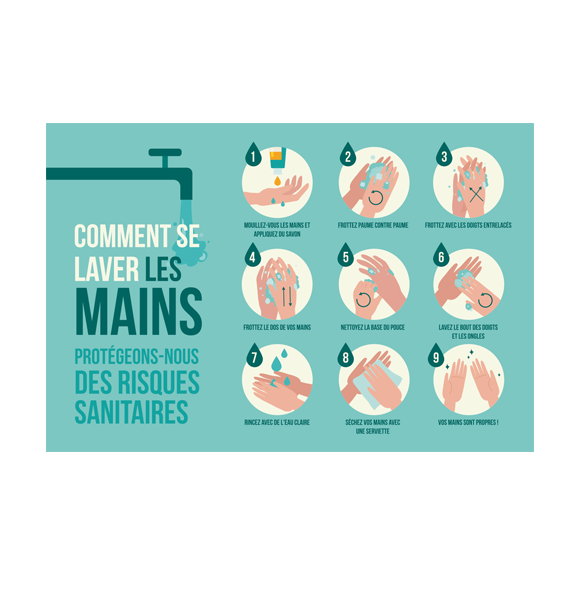 COMMENT SE
LAVER LES
MAINS
PROTÉGEONS-NOUS
DES RISQUES
SANITAIRES
1
MOUILLEZ-VOUS LES MAINS ET
APPLIQUEZ DU SAVON
2
FROTTEZ PAUME CONTRE PAUME
3
FROTTEZ AVEC LES DOIGTS ENTRELACÉS
4
FROTTEZ LE DOS DE VOS MAINS
5
NETTOYEZ LA BASE DU POUCE
6
LAVEZ LE BOUT DES DOIGTS
ET LES ONGLES
7
RINCEZ AVEC DE L'EAU CLAIRE
8
SÉCHEZ VOS MAINS AVEC
UNE SERVIETTE
9
VOS MAINS SONT PROPRES !